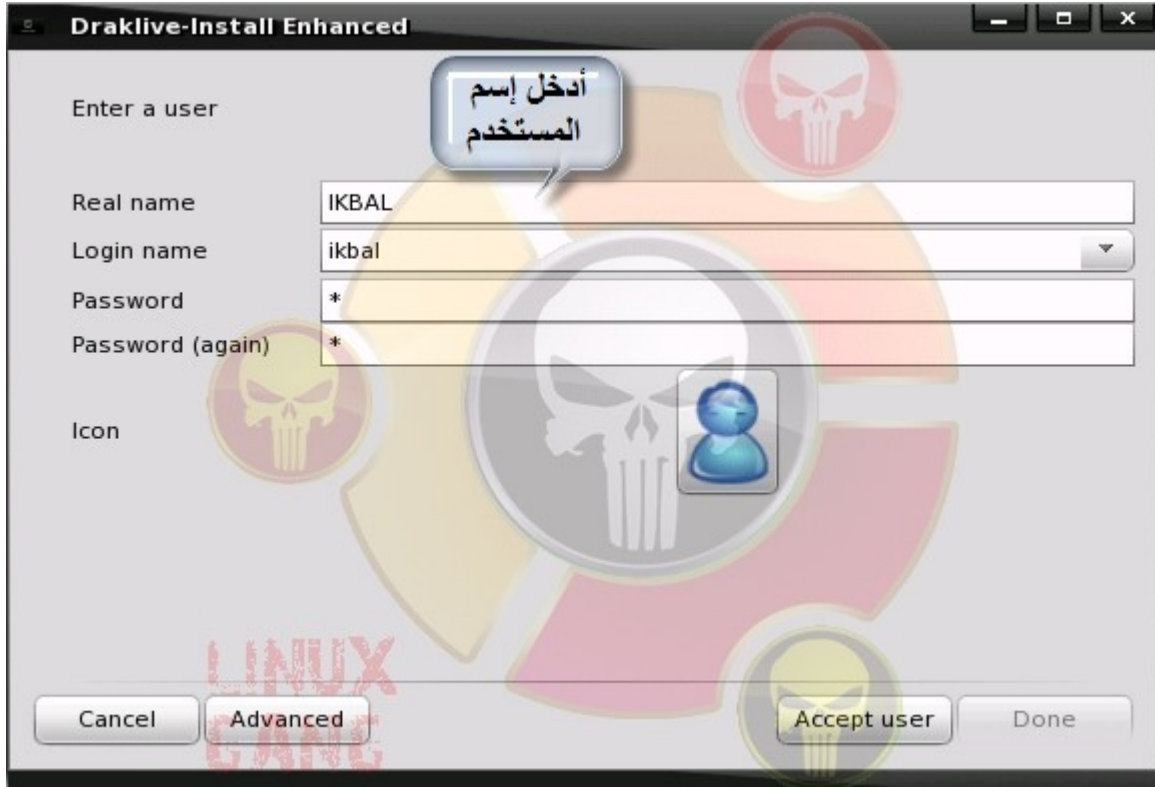 Draklive-Install Enhanced
أدخل إسم
المستخدم
Enter a user
Real name IKBAL
Login name ikbal
Password *
Password (again) *
Icon
LINUX
GANG
Cancel Advanced Accept user Done